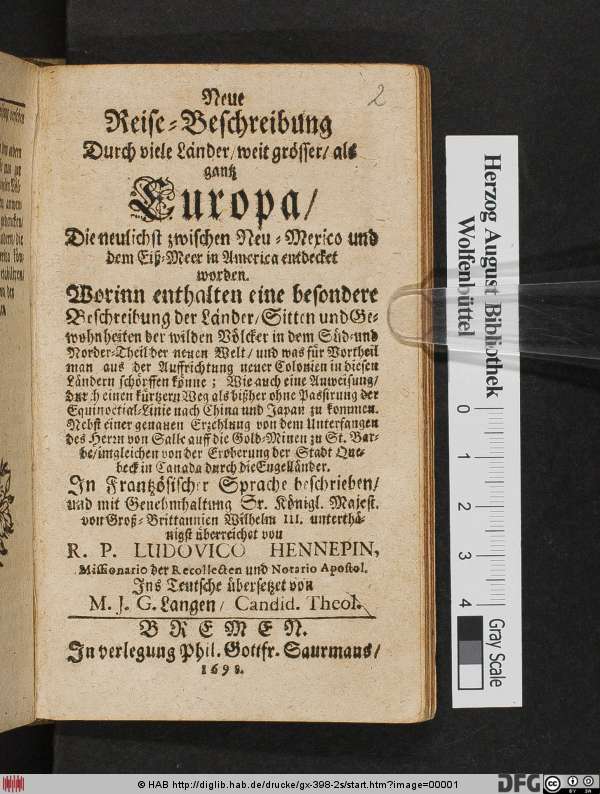 2
Neue
Reise-Beschreibung
Durch viele Länder/ weit grösser/ als
gantz
Europa/
Die neulichst zwischen Neu-Mexico und
dem Eiß-Meer in America entdecket
worden.
Worinn enthalten eine besondere
Beschreibung der Länder/ Sitten und Ge-
wohnheiten der wilden Völcker in dem Süd-und
Norder-Theil der neuen Welt/ und was für Vortheil
man aus der Auffrichtung neuer Colonien in diesen
Ländern schörffen könne; Wie auch eine Anweisung/
durch einen kürtzern Weg als bißher ohne Passirung der
Equinoctial-Linie nach China und Japan zu kommen.
Nebst einer genauen Erzehlung von dem Unterfangen
des Herrn von Salle auff die Gold-Minen zu St. Bar-
be/ imgleichen von der Eroberung der Stadt Que-
beck in Canada durch die Engelländer.
In Frantzösischer Sprache beschrieben/
und mit Genehmhaltung Sr. Königl. Majest.
von Groß-Brittannien Wilhelm III. unterthä-
nigst überreichet von
R. P. LUDOVICO HENNEPIN,
Missionario der Recollecten und Notario Apostol.
Ins Teutsche übersetzet von
M. J. G. Langen/ Candid. Theol.
BREMEN.
In verlegung Phil. Gottfr. Saurmans/
1698.
Herzog August Bibliothek
Wolfenbüttel
0
1
2
3
4
Gray Scale
© HAB http://diglib.hab.de/drucke/gx-398-2s/start.htm?image=00001
DFG
cc
BY SA